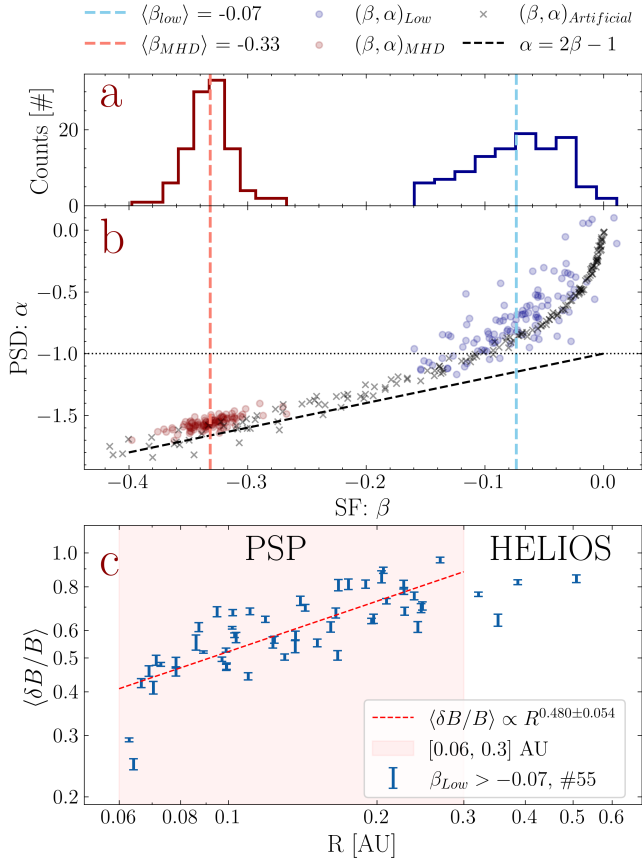 ⟨β_low⟩ = -0.07 (β, α)_Low (β, α)_Artificial
⟨β_MHD⟩ = -0.33 (β, α)_MHD α = 2β − 1
a
Counts [#]
20
0
b
PSD: α
0.0
−0.5
−1.0
−1.5
−0.4 −0.3 −0.2 −0.1 0.0
SF: β
c
PSP HELIOS
⟨δB/B⟩
1.0
0.8
0.6
0.5
0.4
0.3
0.2
⟨δB/B⟩ ∝ R^0.480±0.054
[0.06, 0.3] AU
β_Low > −0.07, #55
0.06 0.08 0.1 0.2 0.3 0.4 0.5 0.6
R [AU]